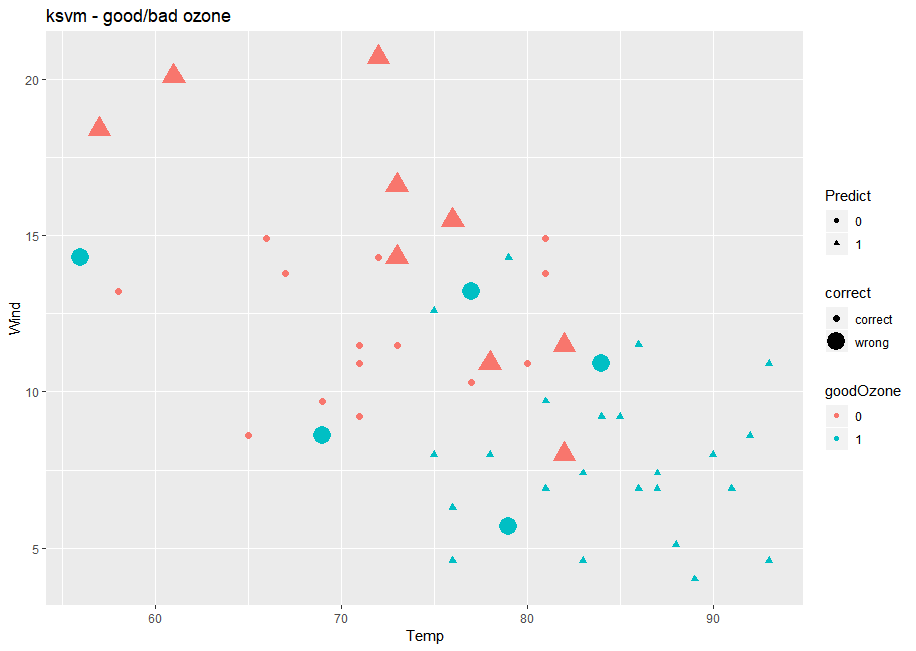 ksvm - good/bad ozone
20
15
10
5
Wind
60 70 80 90
Temp
Predict
0
1
correct
correct
wrong
goodOzone
0
1